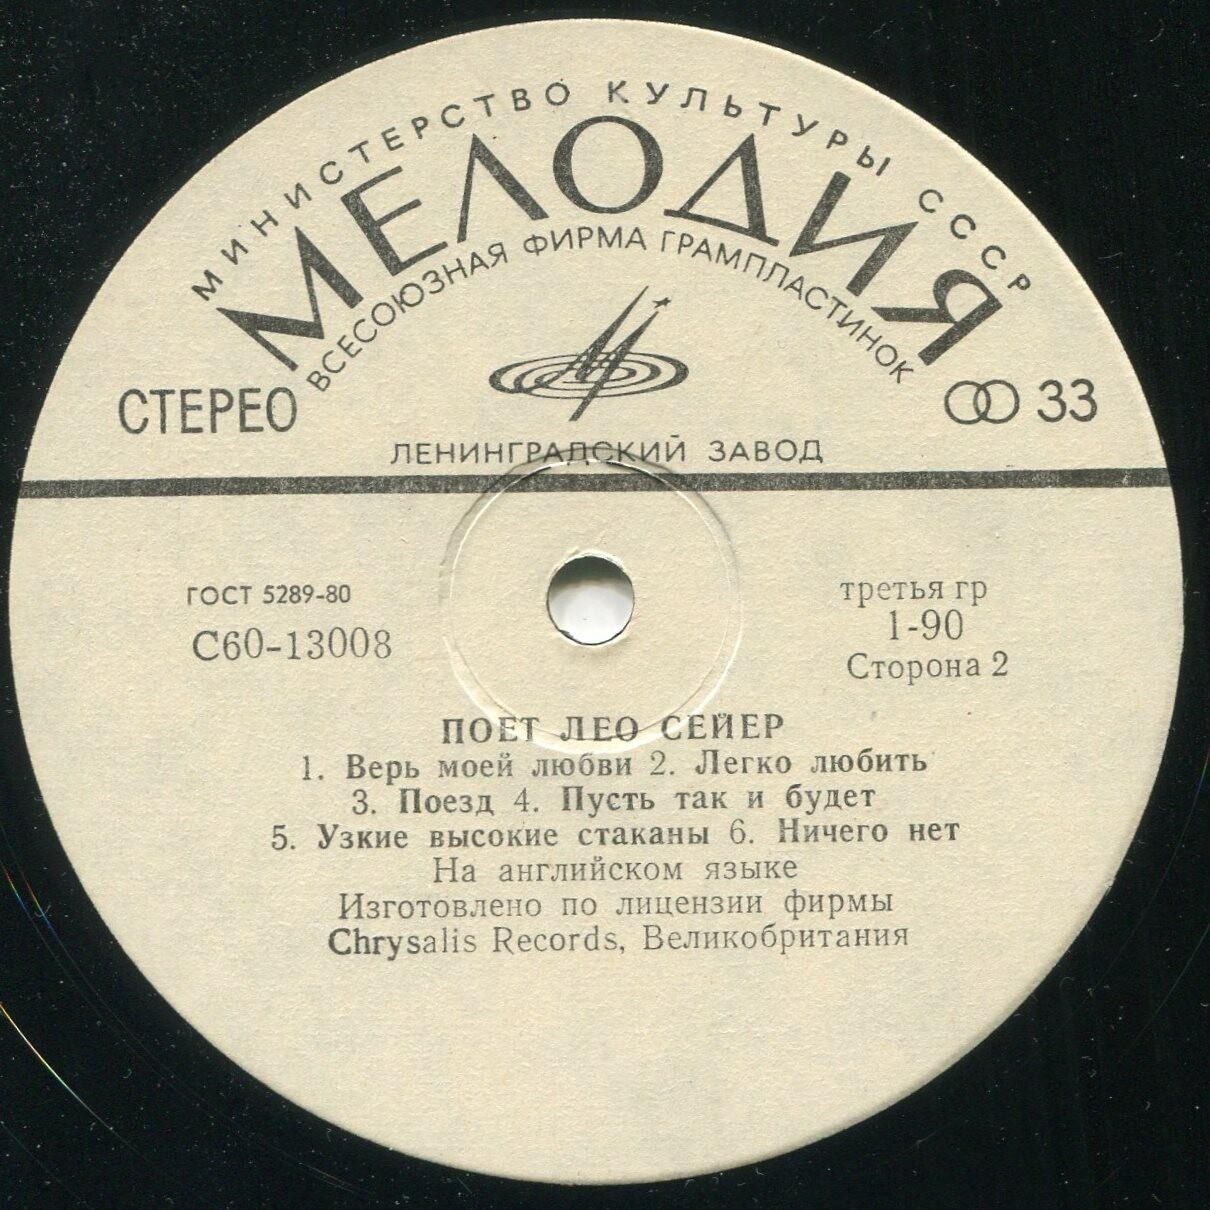 МИНИСТЕРСТВО КУЛЬТУРЫ СССР
МЕЛОДИЯ
ВСЕСОЮЗНАЯ ФИРМА ГРАМПЛАСТИНОК
СТЕРЕО
33
ЛЕНИНГРАДСКИЙ ЗАВОД
ГОСТ 5289-80
С60-13008
третья гр
1-90
Сторона 2
ПОЕТ ЛЕО СЕЙЕР
1. Верь моей любви 2. Легко любить
3. Поезд 4. Пусть так и будет
5. Узкие высокие стаканы 6. Ничего нет
На английском языке
Изготовлено по лицензии фирмы
Chrysalis Records, Великобритания